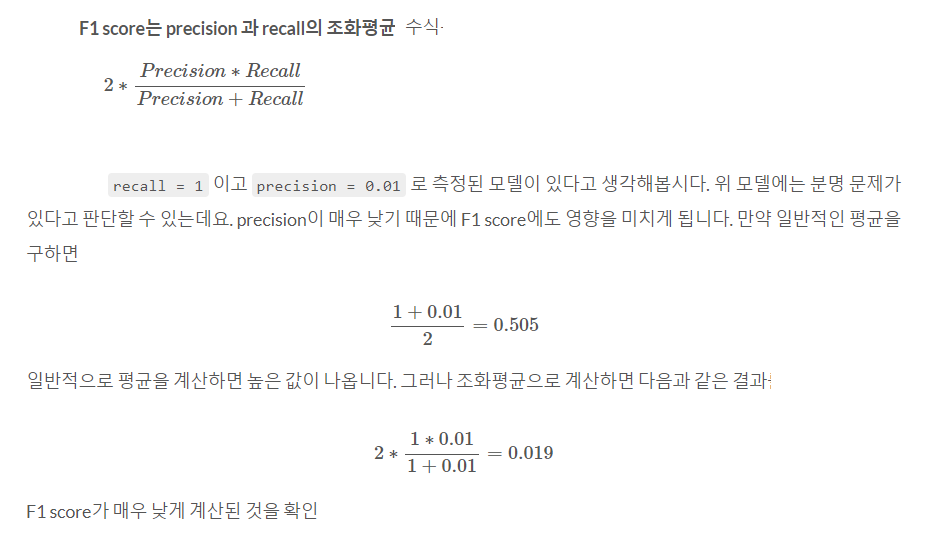 F1 score는 precision 과 recall의 조화평균 수식
2 * Precision * Recall / Precision + Recall
recall = 1 이고 precision = 0.01 로 측정된 모델이 있다고 생각해봅시다. 위 모델에는 분명 문제가
있다고 판단할 수 있는데요. precision이 매우 낮기 때문에 F1 score에도 영향을 미치게 됩니다. 만약 일반적인 평균을
구하면
1 + 0.01 / 2 = 0.505
일반적으로 평균을 계산하면 높은 값이 나옵니다. 그러나 조화평균으로 계산하면 다음과 같은 결과
2 * 1 * 0.01 / 1 + 0.01 = 0.019
F1 score가 매우 낮게 계산된 것을 확인